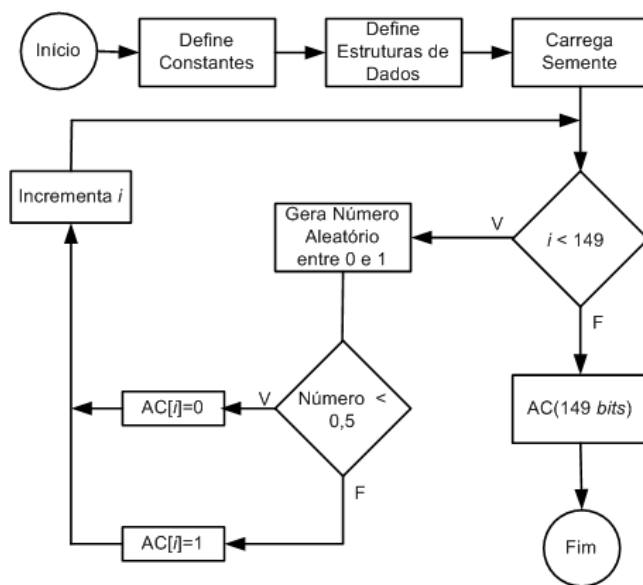 Início
Define
Constantes
Define
Estruturas de
Dados
Carrega
Semente
Incrementa i
Gera Número
Aleatório
entre 0 e 1
V
i < 149
F
AC[i]=0
V
Número <
0,5
AC(149 bits)
F
AC[i]=1
Fim